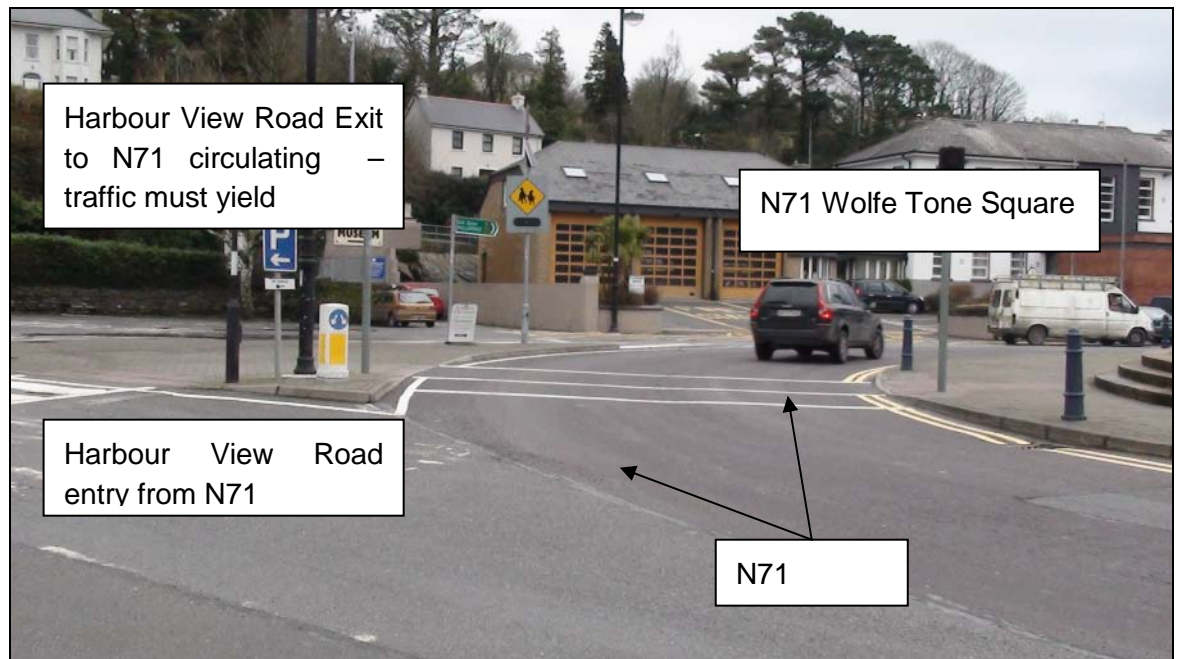 Harbour View Road Exit
to N71 circulating –
traffic must yield
N71 Wolfe Tone Square
P
MUSEUM
Harbour View Road
entry from N71
N71